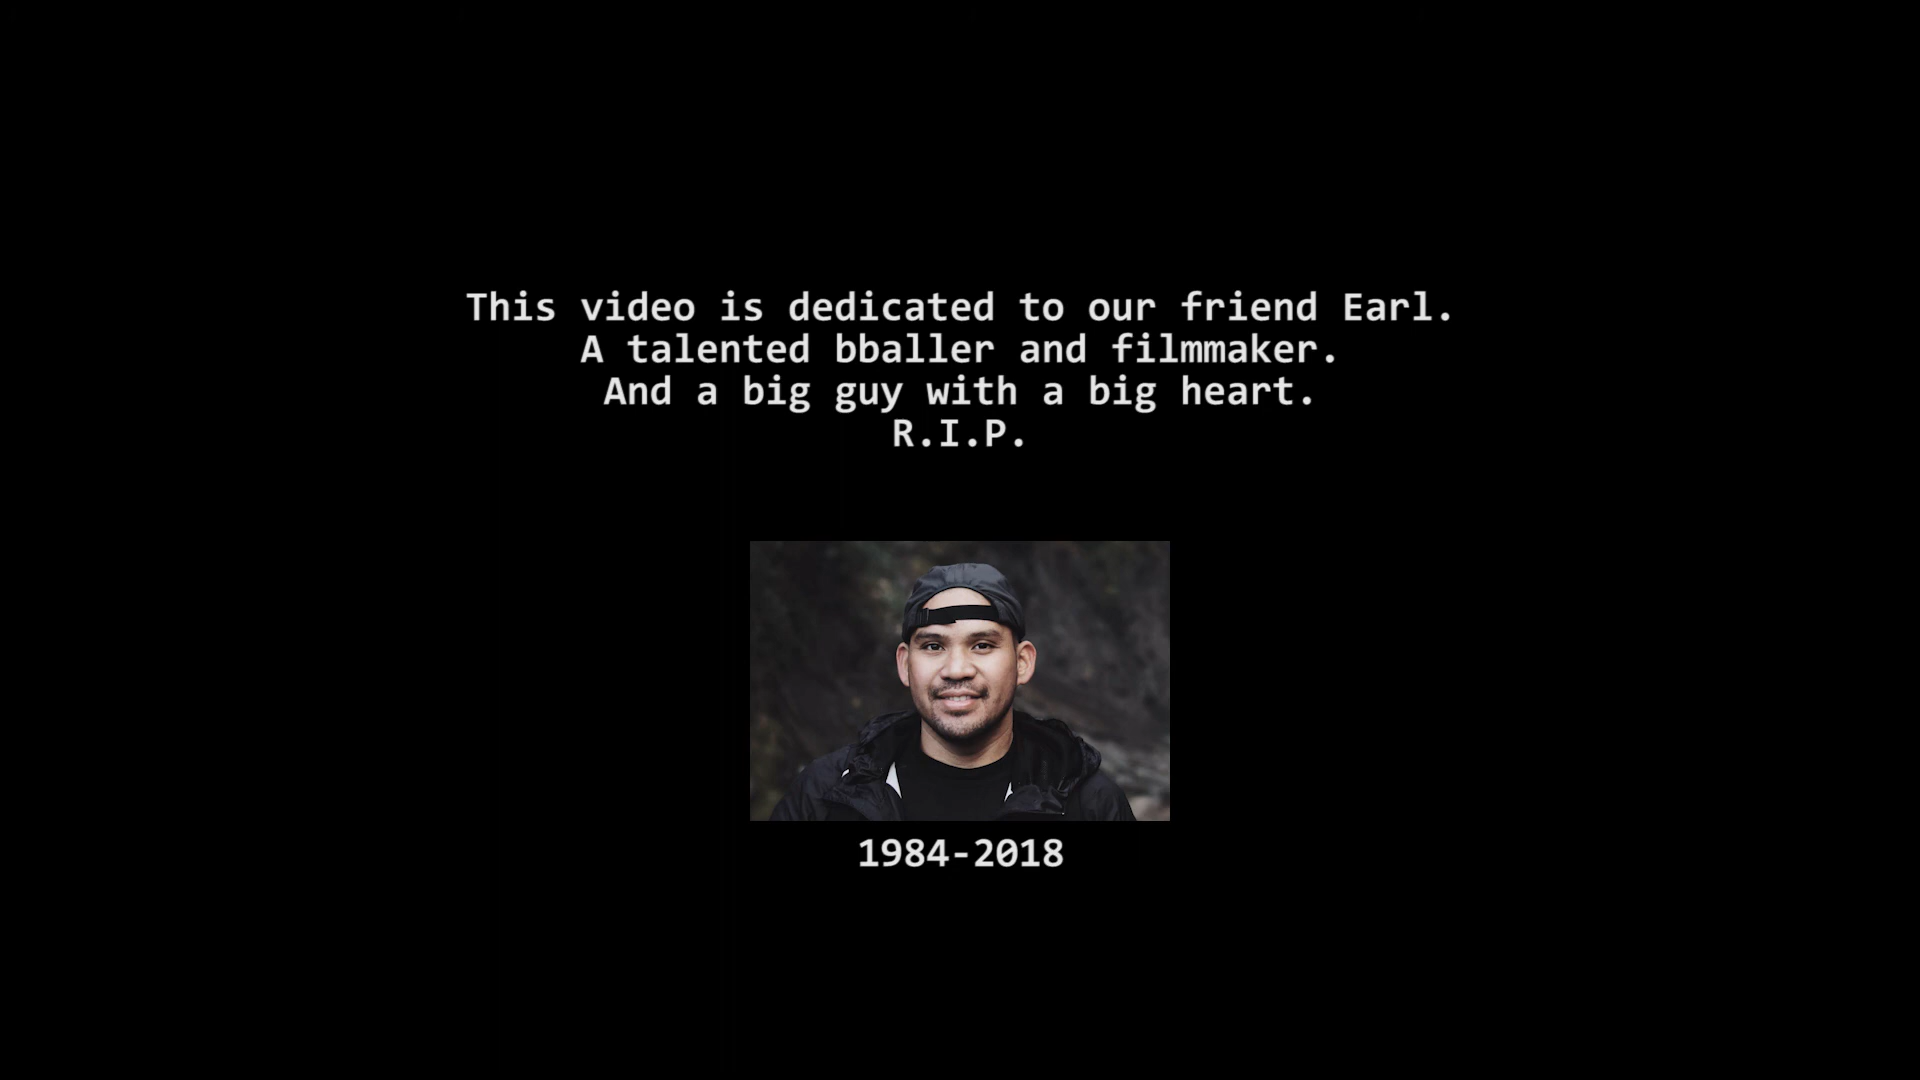 This video is dedicated to our friend Earl.
A talented bballer and filmmaker.
And a big guy with a big heart.
R.I.P.
1984-2018